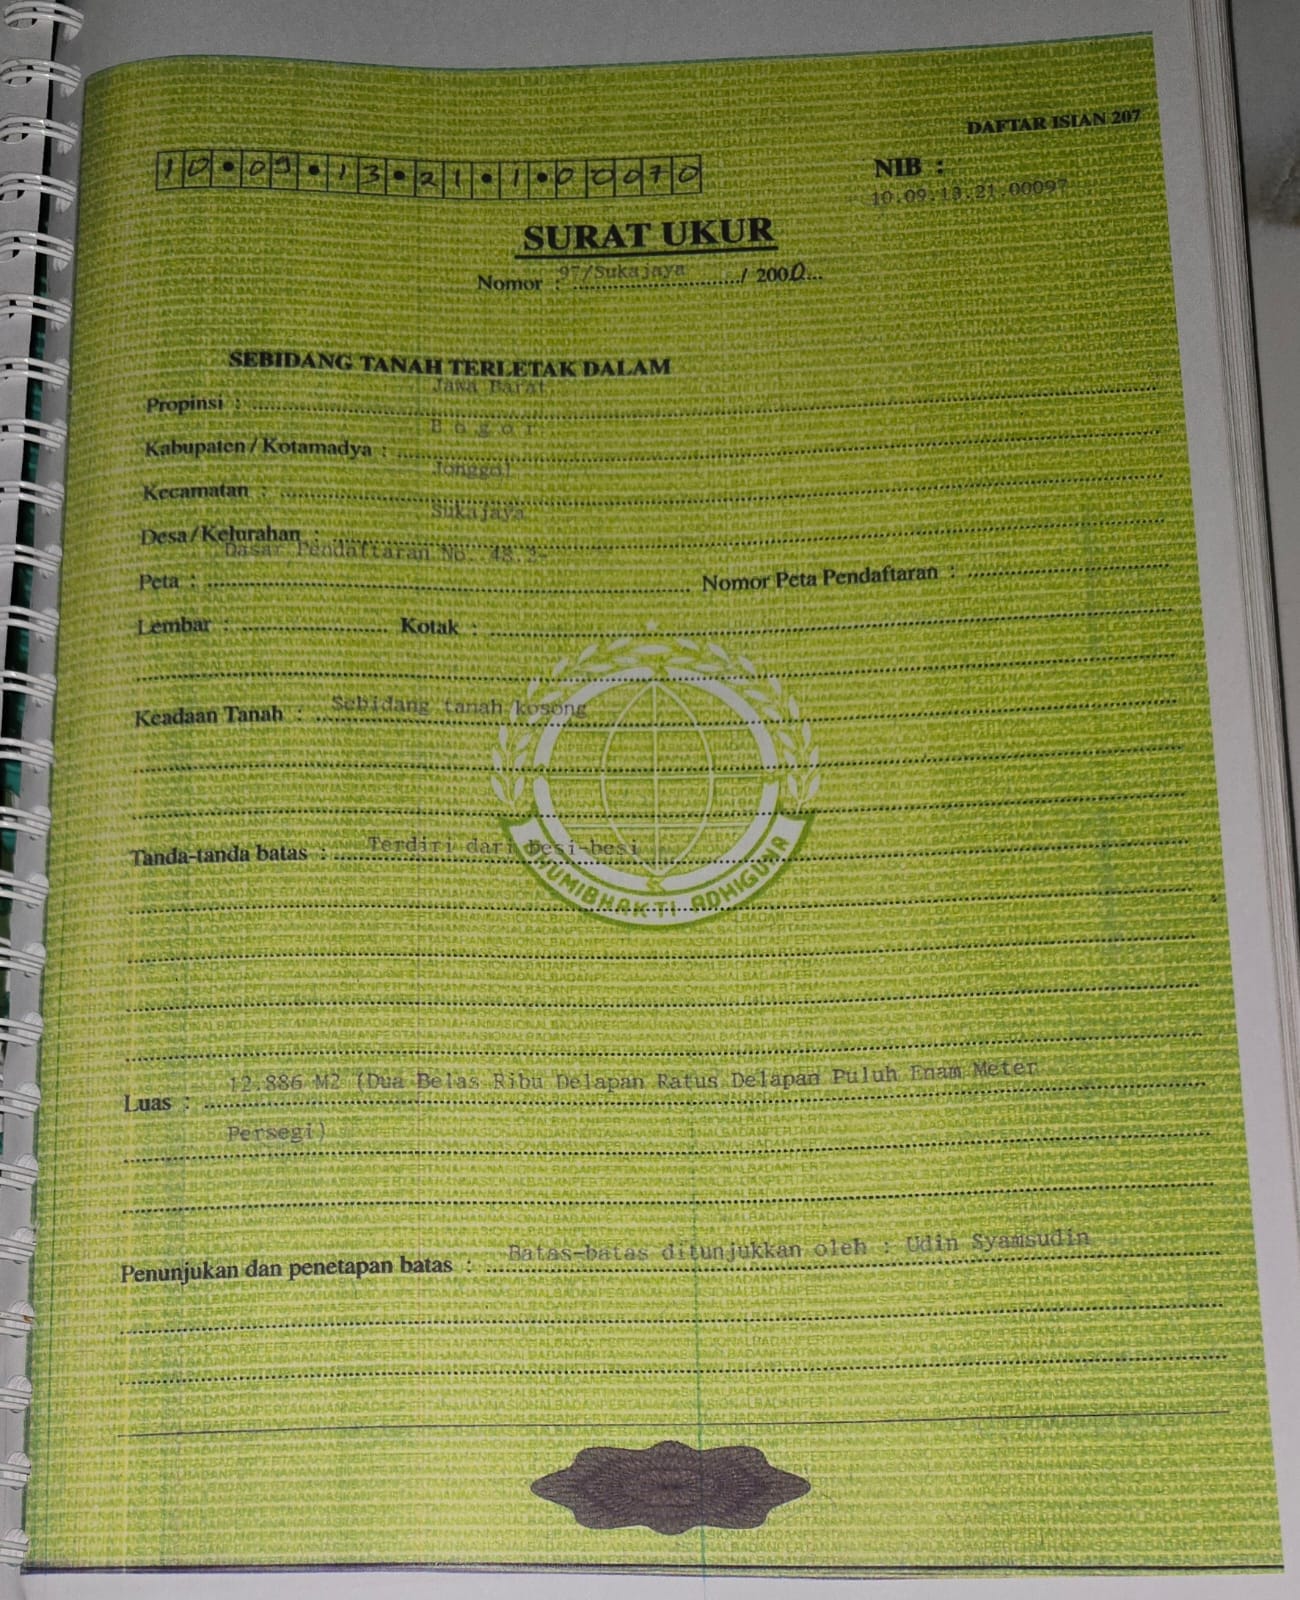 DAFTAR ISIAN 207
10.09.13.21.1.00070
NIB :
10.09.13.21.00097
SURAT UKUR
Nomor : 97/Sukajaya / 2000
SEBIDANG TANAH TERLETAK DALAM
Propinsi : Jawa Barat
Kabupaten / Kotamadya : B o g o r
Kecamatan : Jonggol
Desa / Kelurahan : Sukajaya
Peta : Dasar Pendaftaran No. 48.2- Nomor Peta Pendaftaran :
Lembar : Kotak :
Keadaan Tanah : Sebidang tanah kosong
Tanda-tanda batas : Terdiri dari besi-besi
BHUMIBHAKTI ADHIGUNA
Luas : 12.886 M2 (Dua Belas Ribu Delapan Ratus Delapan Puluh Enam Meter
Persegi)
Penunjukan dan penetapan batas : Batas-batas ditunjukkan oleh : Udin Syamsudin